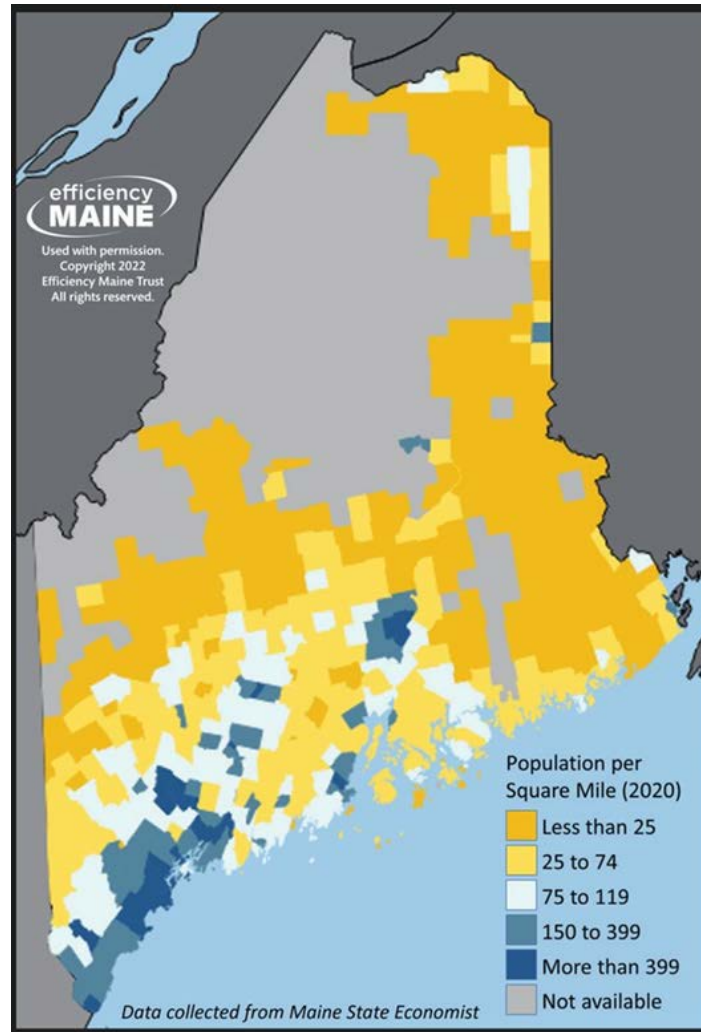 efficiency
MAINE
Used with permission.
Copyright 2022
Efficiency Maine Trust
All rights reserved.
Population per
Square Mile (2020)
Less than 25
25 to 74
75 to 119
150 to 399
More than 399
Not available
Data collected from Maine State Economist